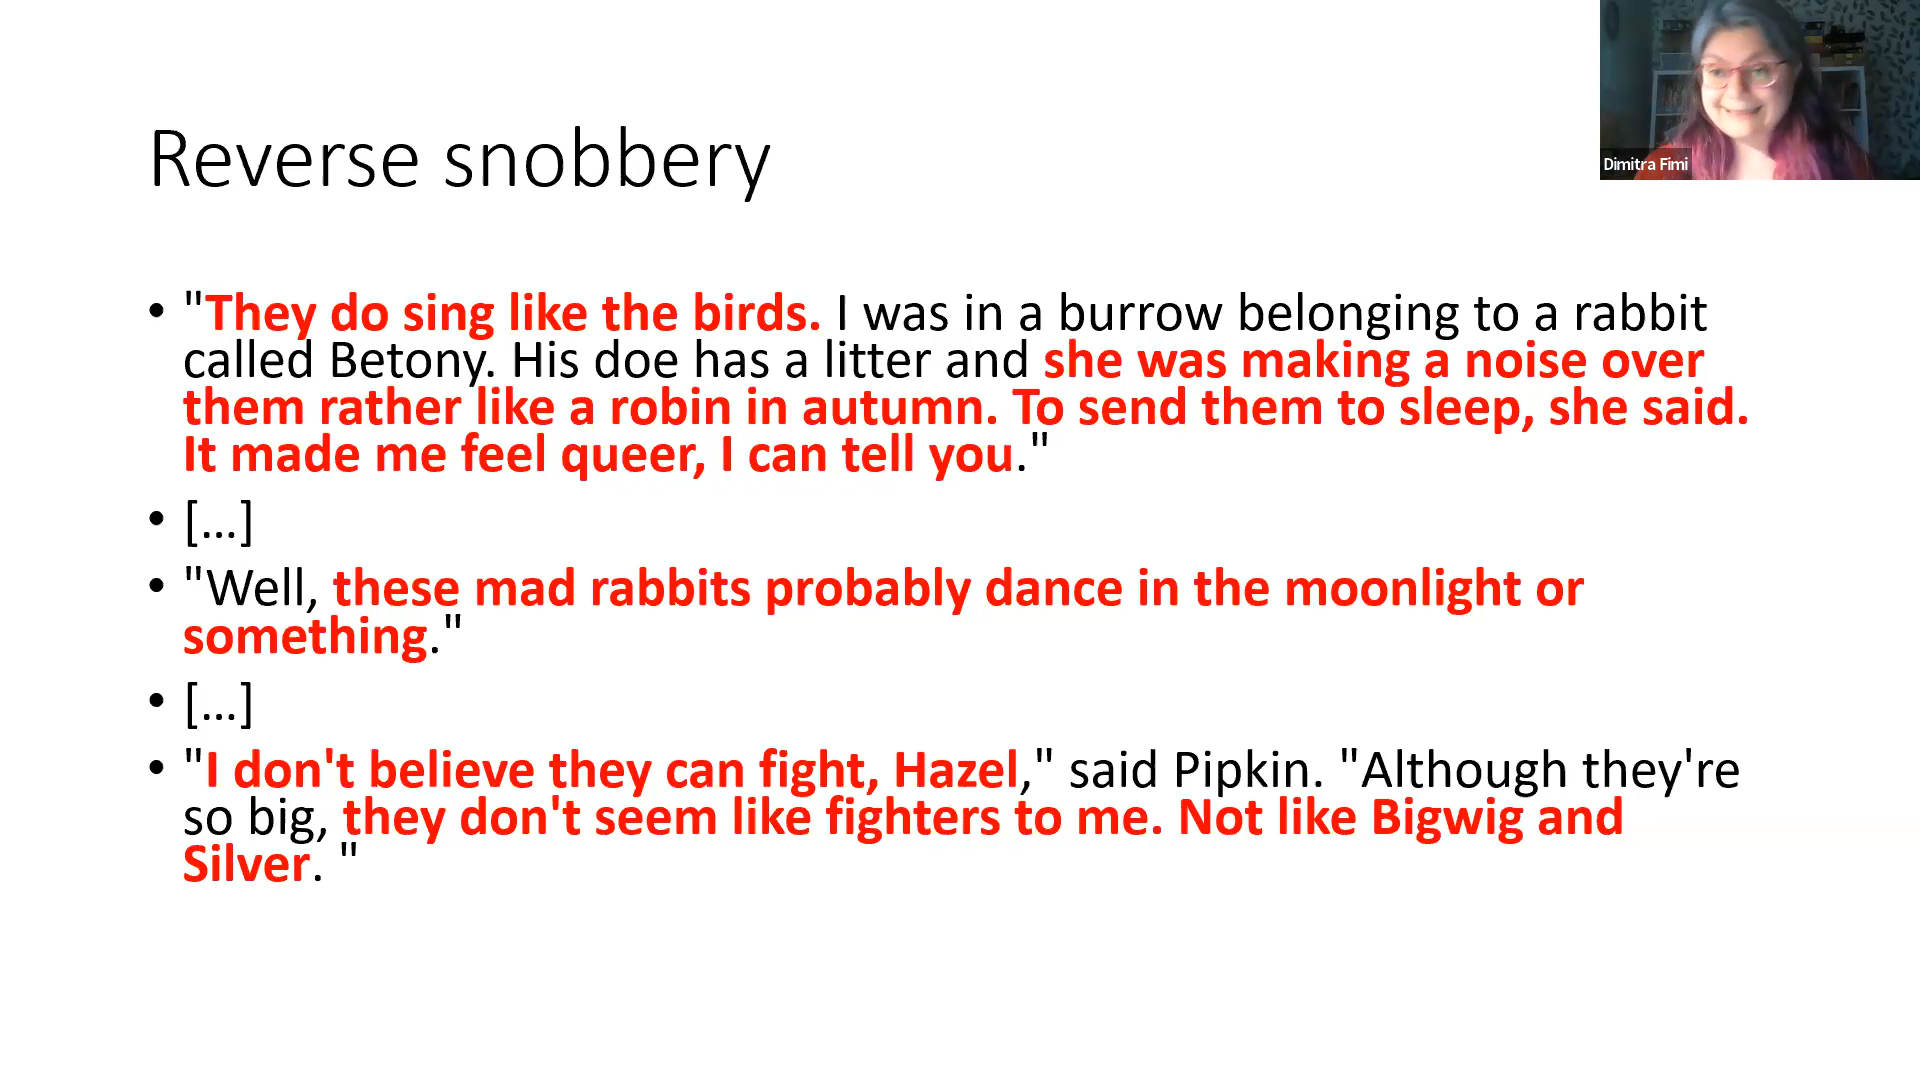 Dimitra Fimi
Reverse snobbery
• "They do sing like the birds. I was in a burrow belonging to a rabbit
called Betony. His doe has a litter and she was making a noise over
them rather like a robin in autumn. To send them to sleep, she said.
It made me feel queer, I can tell you."
• […]
• "Well, these mad rabbits probably dance in the moonlight or
something."
• […]
• "I don't believe they can fight, Hazel," said Pipkin. "Although they're
so big, they don't seem like fighters to me. Not like Bigwig and
Silver. "